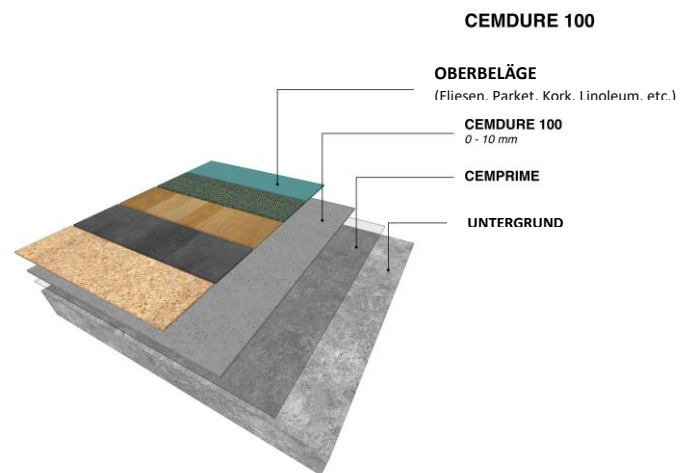 CEMDURE 100
OBERBELÄGE
(Fliesen, Parket, Kork, Linoleum, etc.)
CEMDURE 100
0 - 10 mm
CEMPRIME
UNTERGRUND